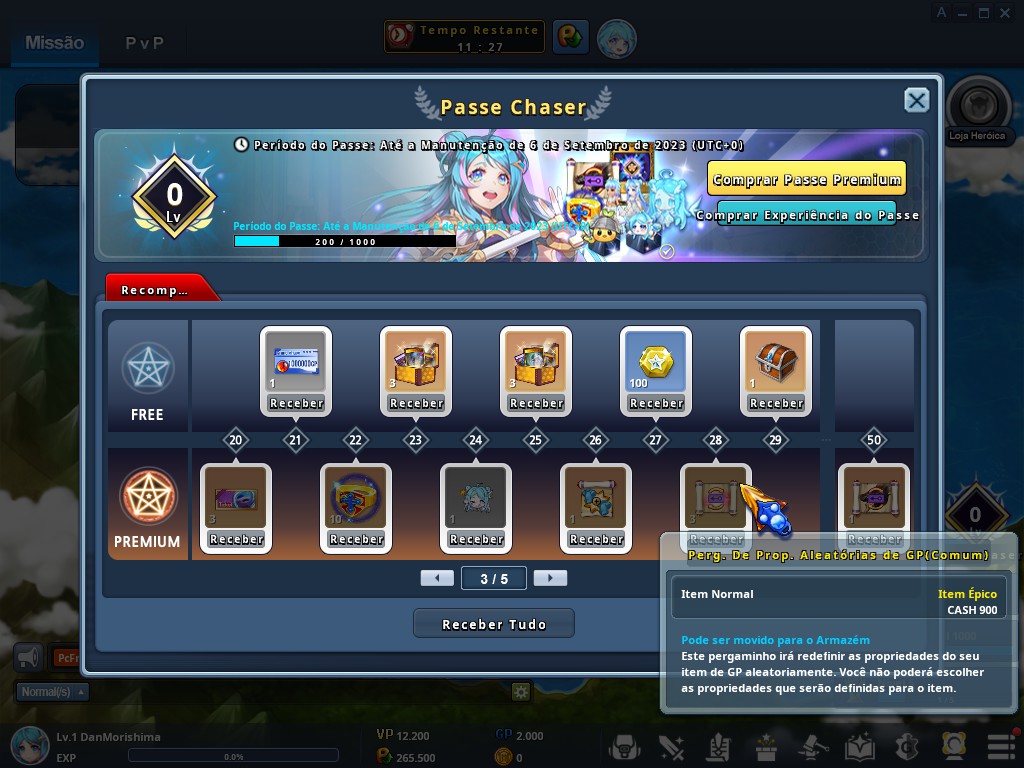 A
Missão
P v P
Tempo Restante
11 : 27
Loja Heróica
Passe Chaser
Período do Passe: Até a Manutenção de 6 de Setembro de 2023 (UTC+0)
0
Lv
Comprar Passe Premium
Comprar Experiência do Passe
Período do Passe: Até a Manutenção de 6 de Setembro de 2023 (UTC+0)
200 / 1000
Recomp...
FREE
1
3
3
100
1
Receber
Receber
Receber
Receber
Receber
20
21
22
23
24
25
26
27
28
29
50
PREMIUM
3
10
1
1
3
1
Receber
Receber
Receber
Receber
Receber
Receber
0
3 / 5
Receber Tudo
Perg. De Prop. Aleatórias de GP(Comum)
Item Normal
Item Épico
CASH 900
Pode ser movido para o Armazém
Este pergaminho irá redefinir as propriedades do seu
item de GP aleatoriamente. Você não poderá escolher
as propriedades que serão definidas para o item.
Normal(/s)
Lv.1 DanMorishima
EXP
0.0%
VP 12.200
265.500
GP 2.000
0